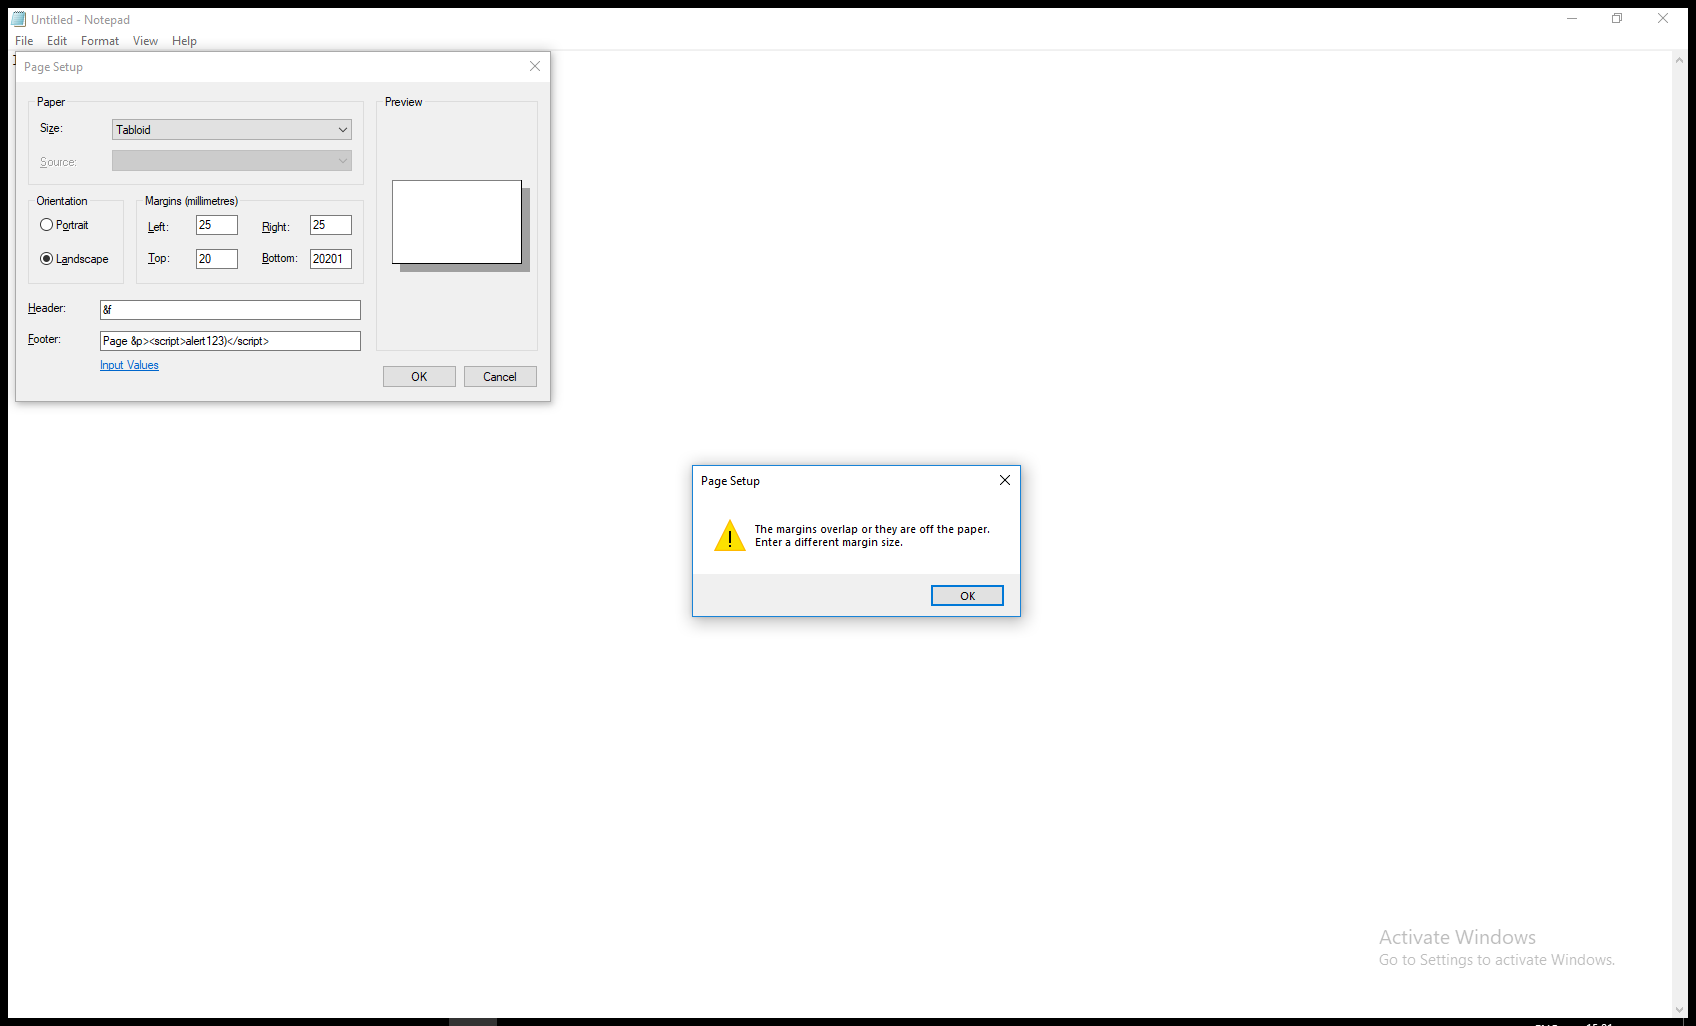 Untitled - Notepad
File Edit Format View Help
Page Setup
Paper
Size: Tabloid
Source:
Orientation
Portrait
Landscape
Margins (millimetres)
Left: 25 Right: 25
Top: 20 Bottom: 20201
Header: &f
Footer: Page &p><script>alert123)</script>
Input Values
Preview
OK Cancel
Page Setup
The margins overlap or they are off the paper.
Enter a different margin size.
OK
Activate Windows
Go to Settings to activate Windows.